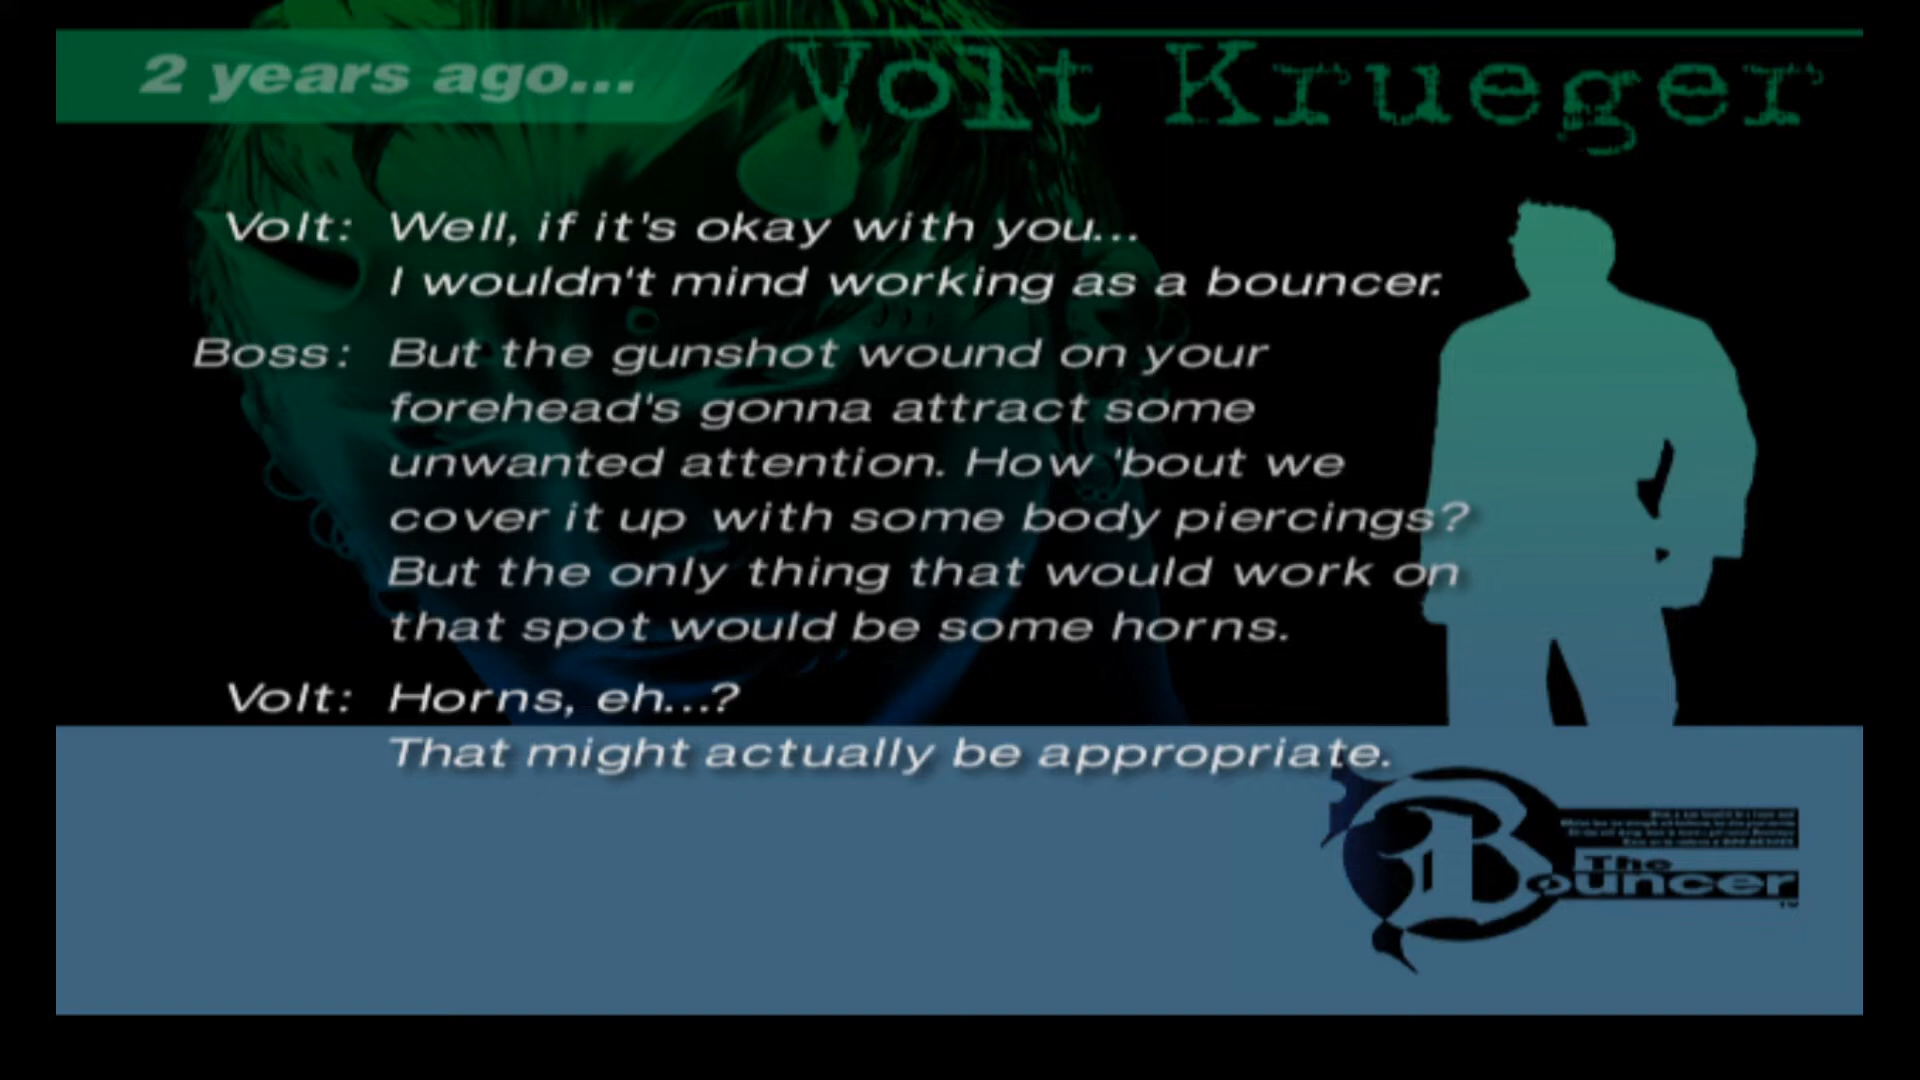 2 years ago...
Volt Krueger
Volt: Well, if it's okay with you...
I wouldn't mind working as a bouncer.
Boss: But the gunshot wound on your
forehead's gonna attract some
unwanted attention. How 'bout we
cover it up with some body piercings?
But the only thing that would work on
that spot would be some horns.
Volt: Horns, eh...?
That might actually be appropriate.
B
The
Bouncer
TM